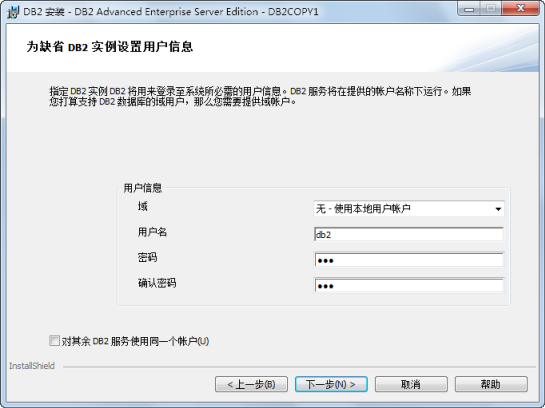 DB2 安装 - DB2 Advanced Enterprise Server Edition - DB2COPY1
为缺省 DB2 实例设置用户信息
指定 DB2 实例 DB2 将用来登录至系统所必需的用户信息。DB2 服务将在提供的帐户名称下运行。如果
您打算支持 DB2 数据库的域用户，那么您需要提供域帐户。
用户信息
域
无 - 使用本地用户帐户
用户名
db2
密码
●●●
确认密码
●●●
对其余 DB2 服务使用同一个帐户(U)
InstallShield
< 上一步(B)
下一步(N) >
取消
帮助